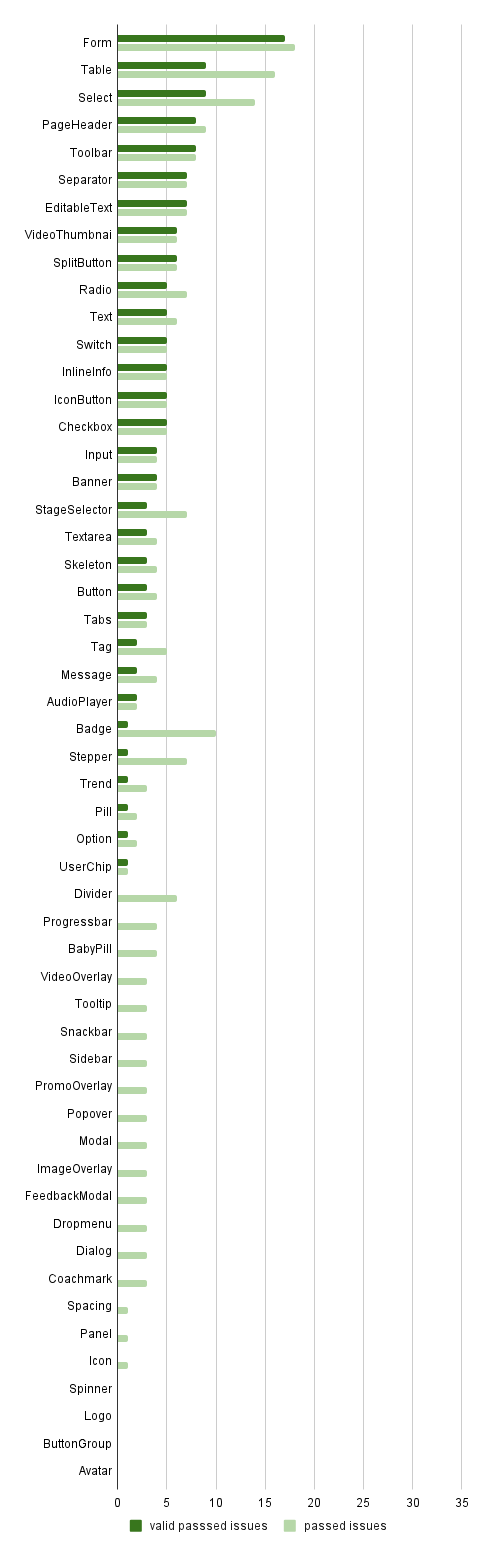 Form
Table
Select
PageHeader
Toolbar
Separator
EditableText
VideoThumbnai
SplitButton
Radio
Text
Switch
InlineInfo
IconButton
Checkbox
Input
Banner
StageSelector
Textarea
Skeleton
Button
Tabs
Tag
Message
AudioPlayer
Badge
Stepper
Trend
Pill
Option
UserChip
Divider
Progressbar
BabyPill
VideoOverlay
Tooltip
Snackbar
Sidebar
PromoOverlay
Popover
Modal
ImageOverlay
FeedbackModal
Dropmenu
Dialog
Coachmark
Spacing
Panel
Icon
Spinner
Logo
ButtonGroup
Avatar
0 5 10 15 20 25 30 35
valid passsed issues passed issues